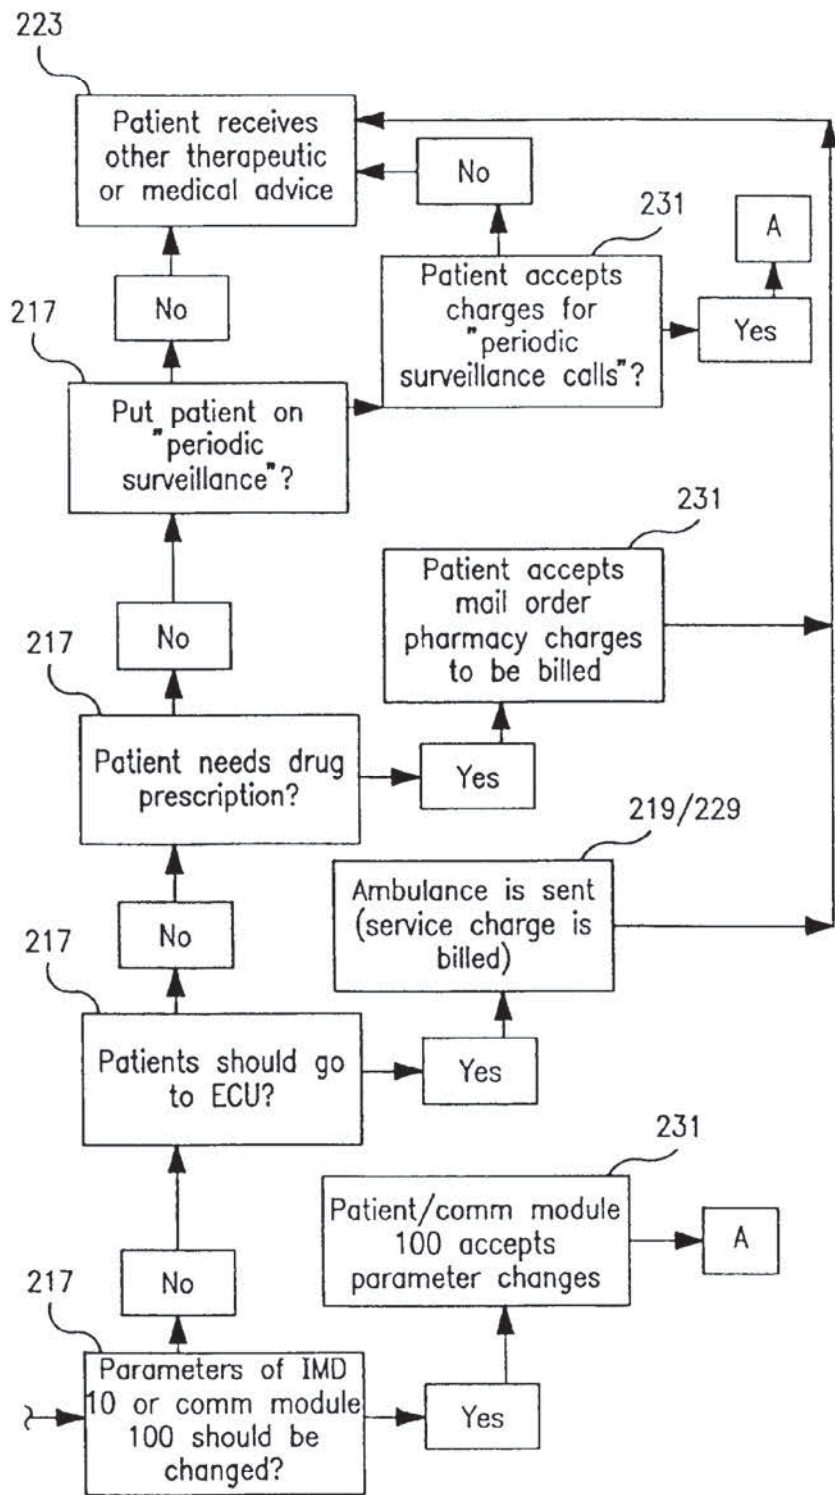 223
Patient receives
other therapeutic
or medical advice
No
231
A
No
Patient accepts
charges for
"periodic
surveillance calls"?
Yes
217
Put patient on
"periodic
surveillance"?
231
Patient accepts
mail order
pharmacy charges
to be billed
No
217
Patient needs drug
prescription?
Yes
219/229
Ambulance is sent
(service charge is
billed)
No
217
Patients should go
to ECU?
Yes
231
Patient/comm module
100 accepts
parameter changes
A
No
217
Parameters of IMD
10 or comm module
100 should be
changed?
Yes